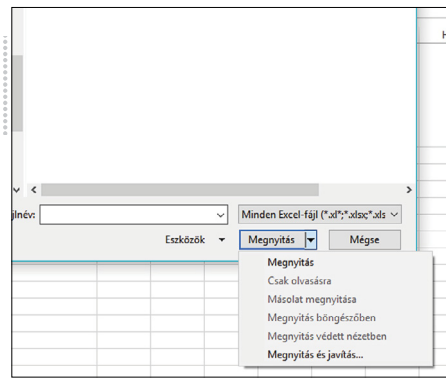 H
jlnév:
Minden Excel-fájl (*.xl*;*.xlsx;*.xls
Eszközök
Megnyitás
Mégse
Megnyitás
Csak olvasásra
Másolat megnyitása
Megnyitás böngészőben
Megnyitás védett nézetben
Megnyitás és javítás...